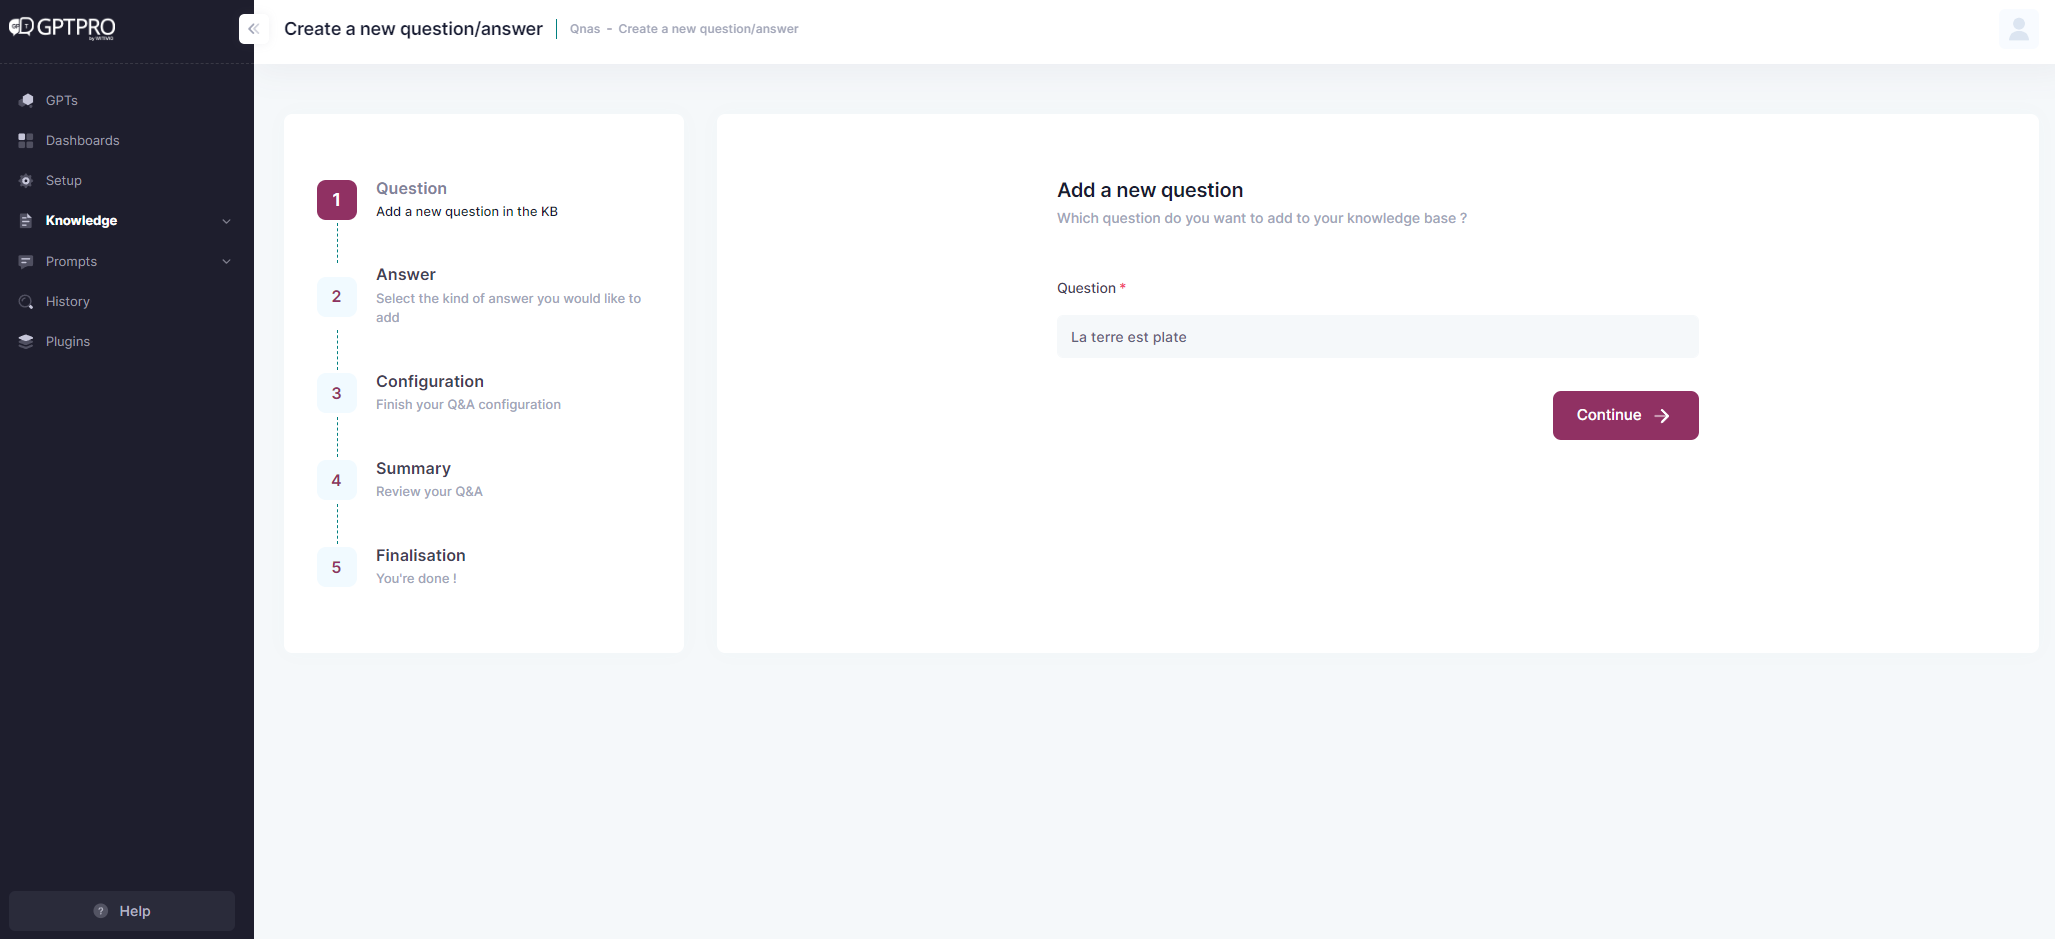 GPTPRO
Create a new question/answer
Qnas - Create a new question/answer
GPTs
Dashboards
Setup
Knowledge
Prompts
History
Plugins
Help
1
Question
Add a new question in the KB
2
Answer
Select the kind of answer you would like to
add
3
Configuration
Finish your Q&A configuration
4
Summary
Review your Q&A
5
Finalisation
You're done !
Add a new question
Which question do you want to add to your knowledge base ?
Question *
La terre est plate
Continue